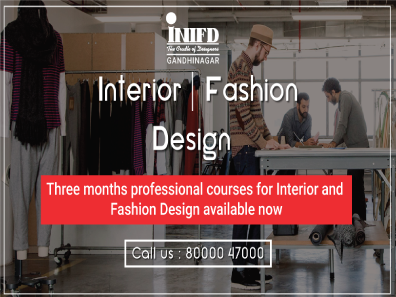 INIFD
The Cradle of Designers
GANDHINAGAR
Interior | Fashion
Design
Three months professional courses for Interior and
Fashion Design available now
Call us : 80000 47000